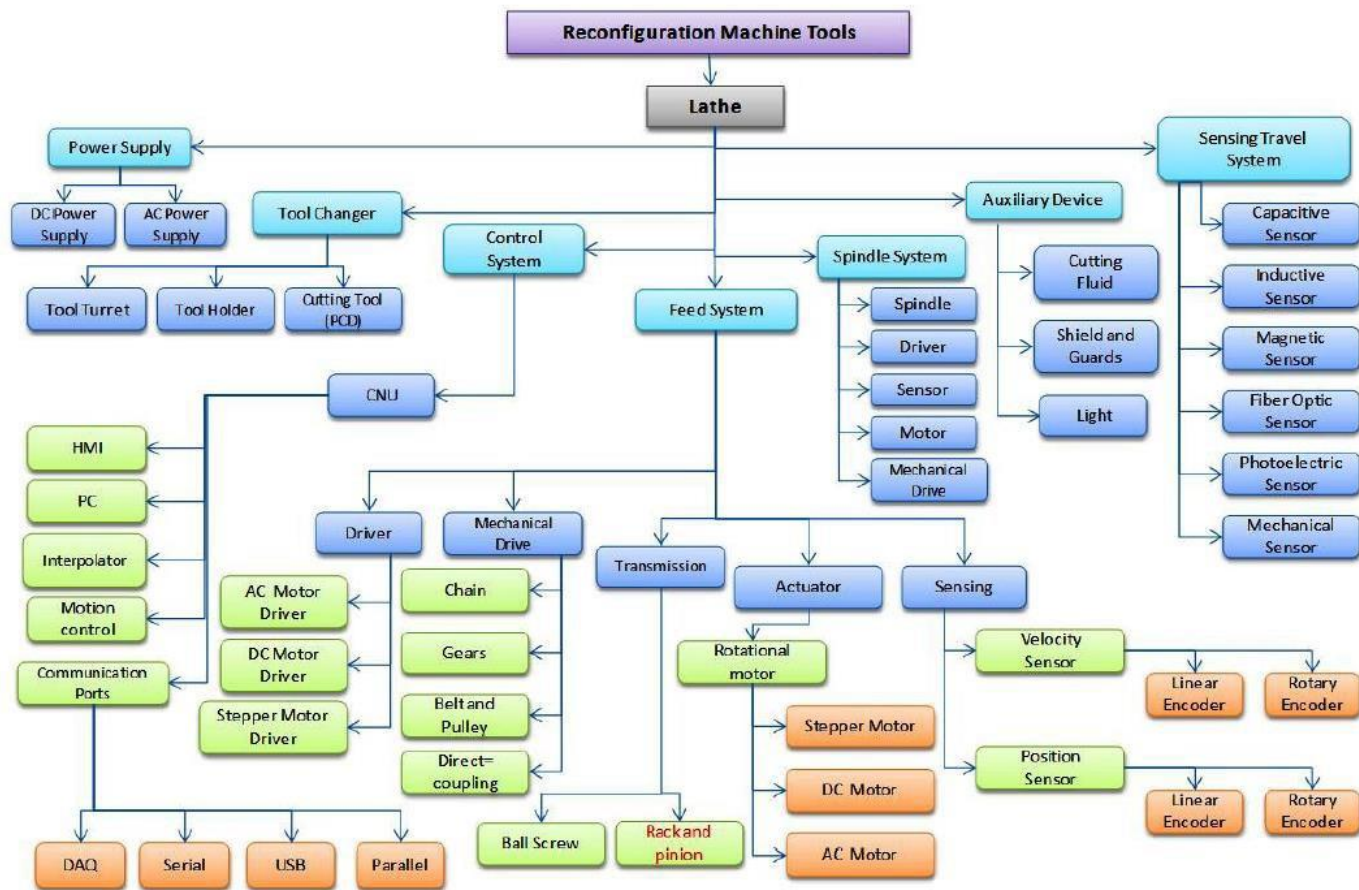 Reconfiguration Machine Tools
Lathe
Power Supply
DC Power
Supply
AC Power
Supply
Tool Changer
Tool Turret
Tool Holder
Cutting Tool
(PCD)
Control
System
CNU
HMI
PC
Interpolator
Motion
control
Communication
Ports
DAQ
Serial
USB
Parallel
Feed System
Driver
AC Motor
Driver
DC Motor
Driver
Stepper Motor
Driver
Mechanical
Drive
Chain
Gears
Belt and
Pulley
Direct=
coupling
Transmission
Ball Screw
Rack and
pinion
Actuator
Rotational
motor
Stepper Motor
DC Motor
AC Motor
Sensing
Velocity
Sensor
Linear
Encoder
Rotary
Encoder
Position
Sensor
Linear
Encoder
Rotary
Encoder
Spindle System
Spindle
Driver
Sensor
Motor
Mechanical
Drive
Auxiliary Device
Cutting
Fluid
Shield and
Guards
Light
Sensing Travel
System
Capacitive
Sensor
Inductive
Sensor
Magnetic
Sensor
Fiber Optic
Sensor
Photoelectric
Sensor
Mechanical
Sensor